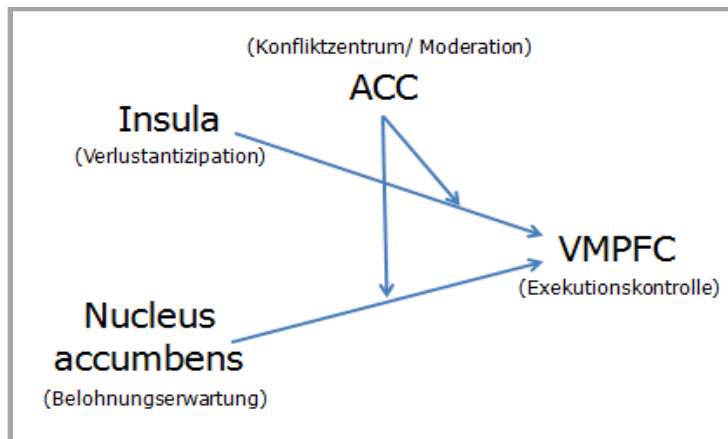 (Konfliktzentrum/ Moderation)
ACC
Insula
(Verlustantizipation)
VMPFC
(Exekutionskontrolle)
Nucleus
accumbens
(Belohnungserwartung)